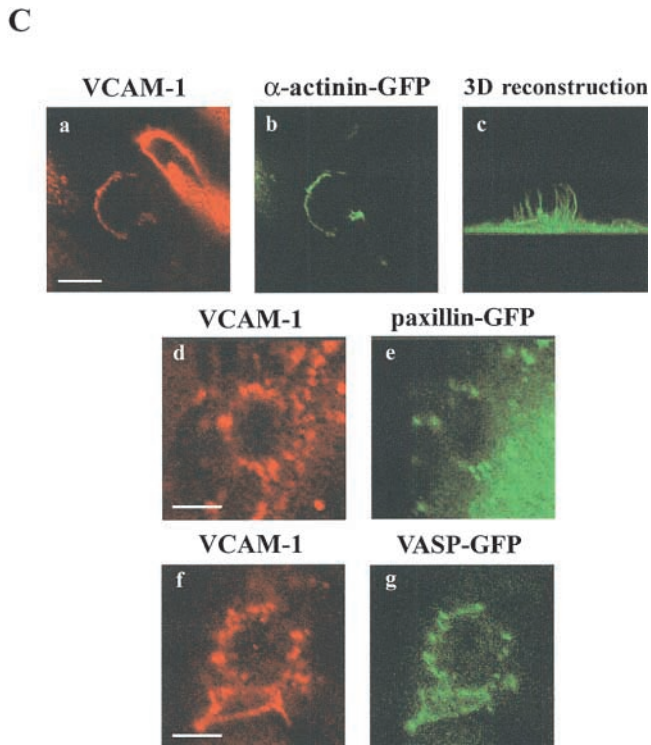 C
VCAM-1 α-actinin-GFP 3D reconstruction
a b c
VCAM-1 paxillin-GFP
d e
VCAM-1 VASP-GFP
f g